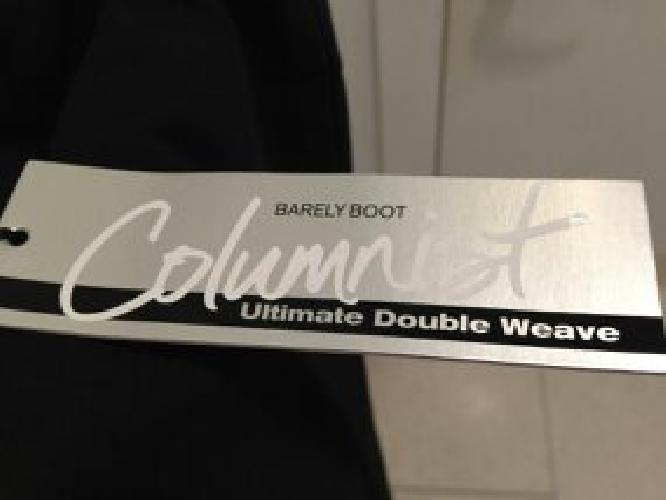 BARELY BOOT
Columnist
Ultimate Double Weave